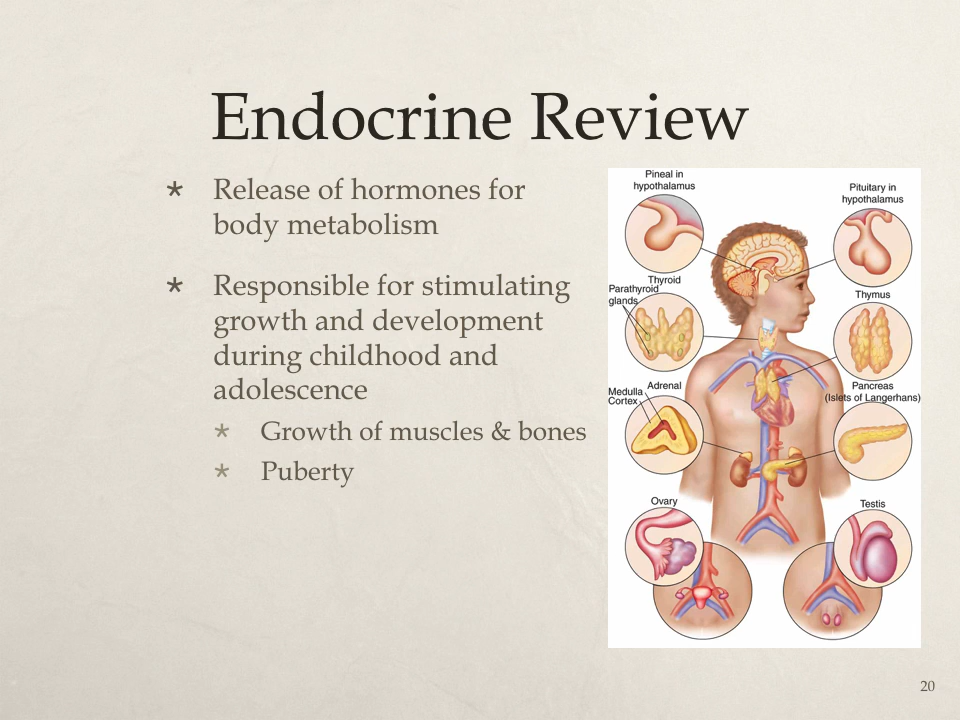 Endocrine Review
* Release of hormones for
body metabolism
* Responsible for stimulating
growth and development
during childhood and
adolescence
* Growth of muscles & bones
* Puberty
Pineal in
hypothalamus
Pituitary in
hypothalamus
Thyroid
Parathyroid
glands
Thymus
Adrenal
Medulla
Cortex
Pancreas
(Islets of Langerhans)
Ovary
Testis
20